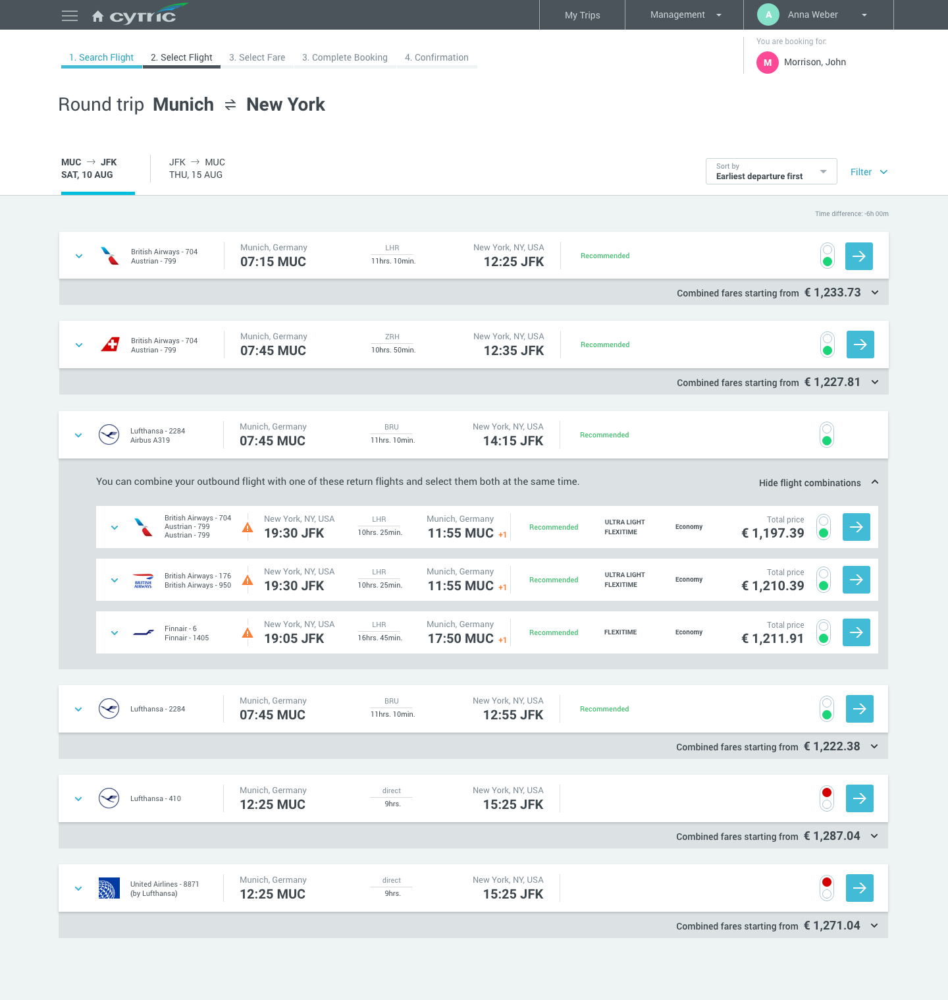 cytric
My Trips
Management
A
Anna Weber
1. Search Flight
2. Select Flight
3. Select Fare
3. Complete Booking
4. Confirmation
You are booking for:
M
Morrison, John
Round trip Munich ⇌ New York
MUC → JFK
SAT, 10 AUG
JFK → MUC
THU, 15 AUG
Sort by
Earliest departure first
Filter
Time difference: -6h 00m
British Airways - 704
Austrian - 799
Munich, Germany
07:15 MUC
LHR
11hrs. 10min.
New York, NY, USA
12:25 JFK
Recommended
Combined fares starting from € 1,233.73
British Airways - 704
Austrian - 799
Munich, Germany
07:45 MUC
ZRH
10hrs. 50min.
New York, NY, USA
12:35 JFK
Recommended
Combined fares starting from € 1,227.81
Lufthansa - 2284
Airbus A319
Munich, Germany
07:45 MUC
BRU
11hrs. 10min.
New York, NY, USA
14:15 JFK
Recommended
You can combine your outbound flight with one of these return flights and select them both at the same time.
Hide flight combinations
British Airways - 704
Austrian - 799
Austrian - 799
New York, NY, USA
19:30 JFK
LHR
10hrs. 25min.
Munich, Germany
11:55 MUC +1
Recommended
ULTRA LIGHT
FLEXITIME
Economy
Total price
€ 1,197.39
BRITISH
AIRWAYS
British Airways - 176
British Airways - 950
New York, NY, USA
19:30 JFK
LHR
10hrs. 25min.
Munich, Germany
11:55 MUC +1
Recommended
ULTRA LIGHT
FLEXITIME
Economy
Total price
€ 1,210.39
Finnair - 6
Finnair - 1405
New York, NY, USA
19:05 JFK
LHR
16hrs. 45min.
Munich, Germany
17:50 MUC +1
Recommended
FLEXITIME
Economy
Total price
€ 1,211.91
Lufthansa - 2284
Munich, Germany
07:45 MUC
BRU
11hrs. 10min.
New York, NY, USA
12:55 JFK
Recommended
Combined fares starting from € 1,222.38
Lufthansa - 410
Munich, Germany
12:25 MUC
direct
9hrs.
New York, NY, USA
15:25 JFK
Combined fares starting from € 1,287.04
United Airlines - 8871
(by Lufthansa)
Munich, Germany
12:25 MUC
direct
9hrs.
New York, NY, USA
15:25 JFK
Combined fares starting from € 1,271.04